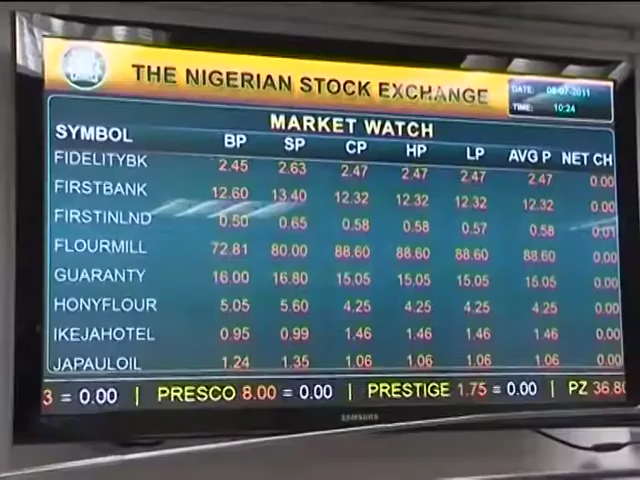 THE NIGERIAN STOCK EXCHANGE
DATE: 08-07-2011
TIME: 10:24
MARKET WATCH
SYMBOL BP SP CP HP LP AVG P NET CH
FIDELITYBK 2.45 2.63 2.47 2.47 2.47 2.47 0.00
FIRSTBANK 12.60 13.40 12.32 12.32 12.32 12.32 0.00
FIRSTINLND 0.50 0.65 0.58 0.58 0.57 0.58 0.01
FLOURMILL 72.81 80.00 88.60 88.60 88.60 88.60 0.00
GUARANTY 16.00 16.80 15.05 15.05 15.05 15.05 0.00
HONYFLOUR 5.05 5.60 4.25 4.25 4.25 4.25 0.00
IKEJAHOTEL 0.95 0.99 1.46 1.46 1.46 1.46 0.00
JAPAULOIL 1.24 1.35 1.06 1.06 1.06 1.06 0.00
3 = 0.00 | PRESCO 8.00 = 0.00 | PRESTIGE 1.75 = 0.00 | PZ 36.80
SAMSUNG